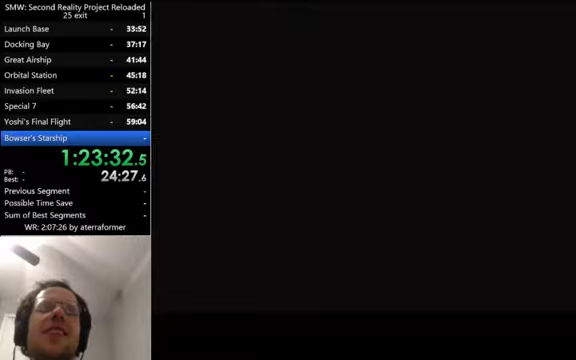 SMW: Second Reality Project Reloaded
25 exit 1
Launch Base - 33:52
Docking Bay - 37:17
Great Airship - 41:44
Orbital Station - 45:18
Invasion Fleet - 52:14
Special 7 - 56:42
Yoshi's Final Flight - 59:04
Bowser's Starship -
1:23:32.5
PB: -
Best: - 24:27.6
Previous Segment -
Possible Time Save -
Sum of Best Segments -
WR: 2:07:26 by aterraformer